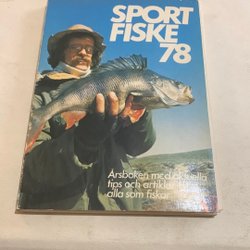 SPORT
FISKE
78
Årsboken med aktuella
tips och artiklar
alla som fiskar